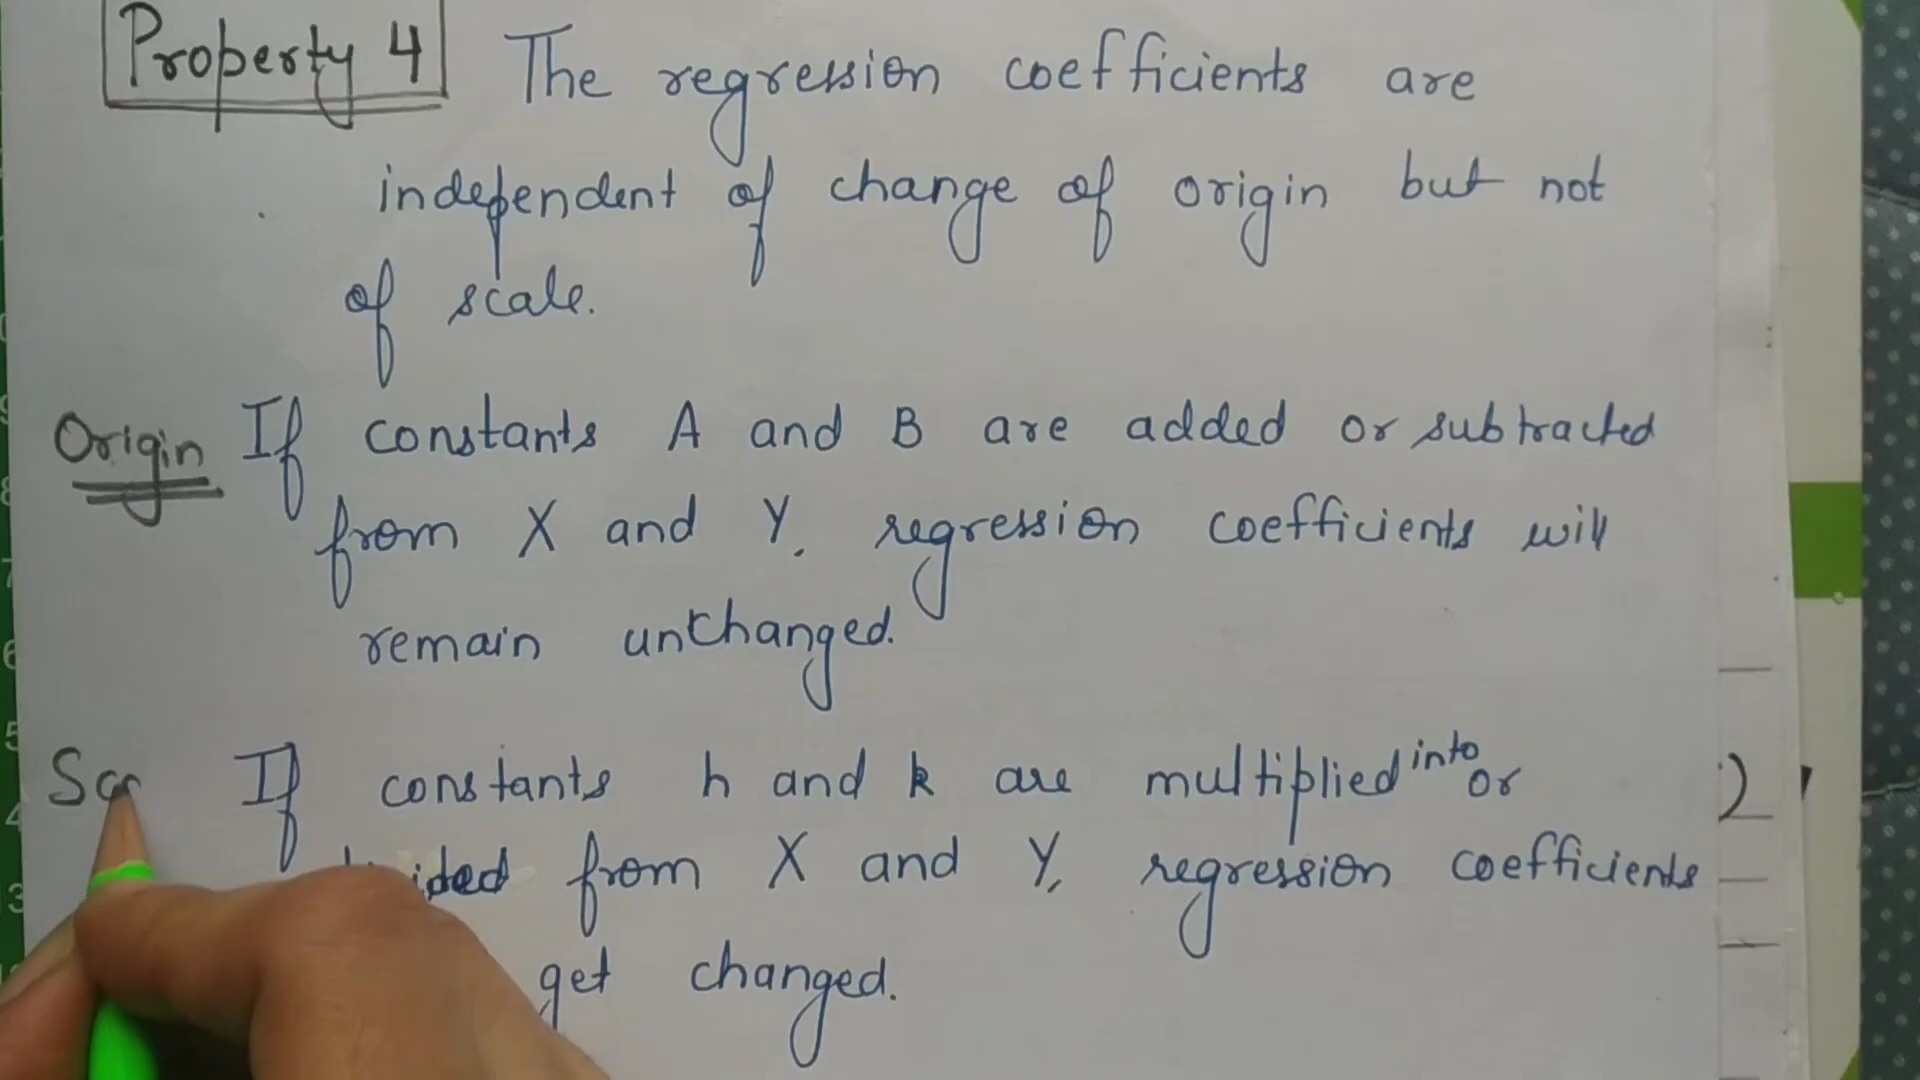 Property 4 The regression coefficients are
independent of change of origin but not
of scale.
Origin If constants A and B are added or subtracted
from X and Y, regression coefficients will
remain unchanged.
If constants h and k are multiplied into or
from X and Y, regression coefficients
get changed.